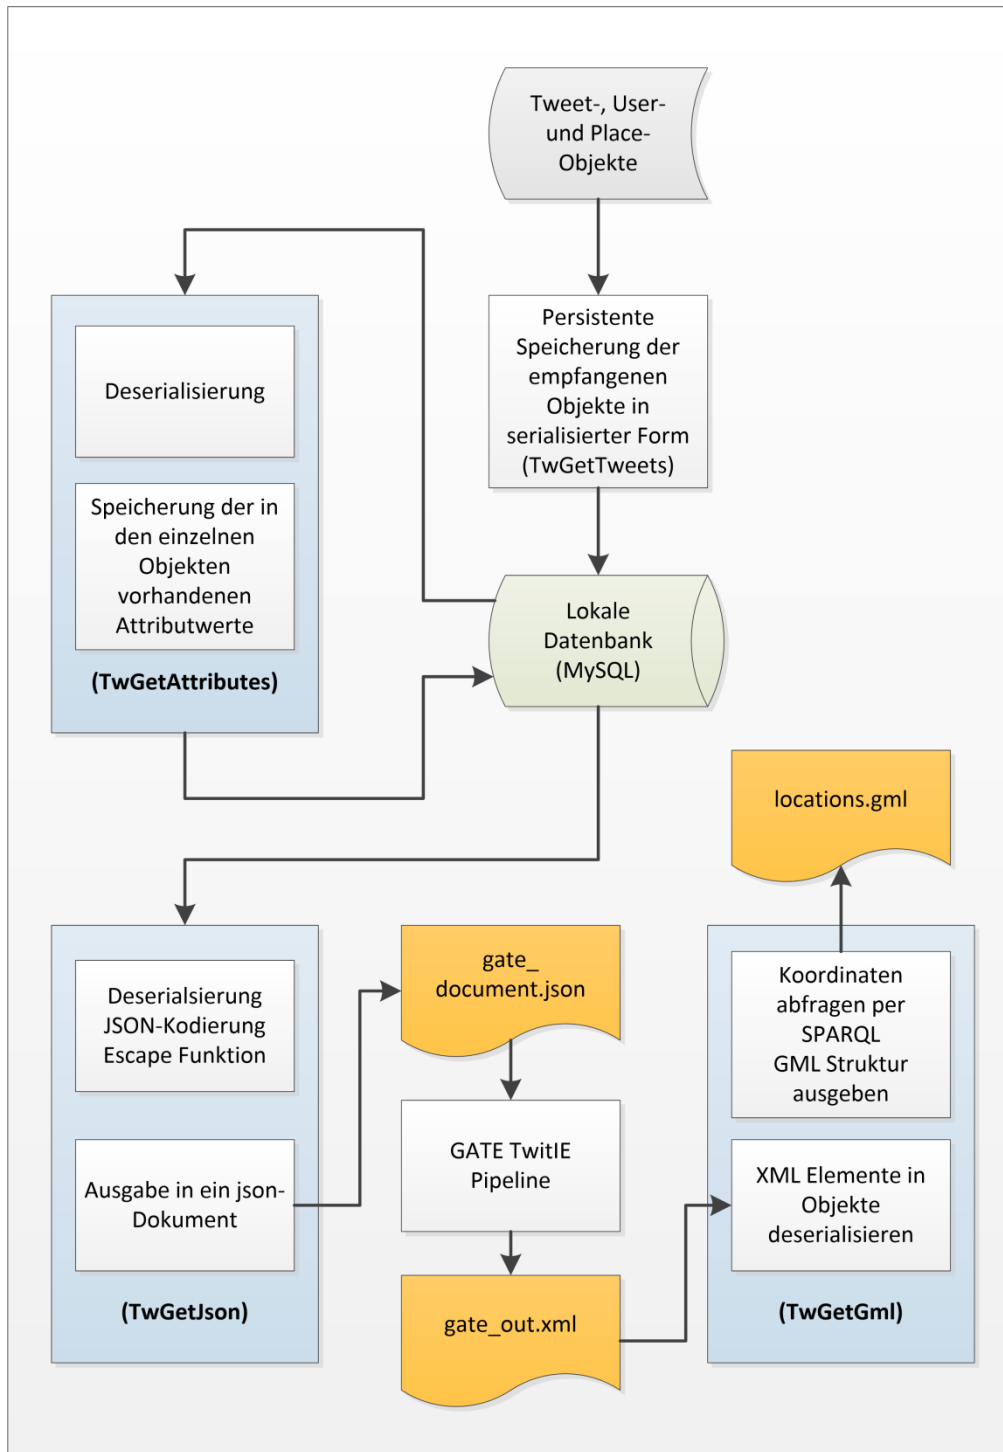 Tweet-, User-
und Place-
Objekte
Persistente
Speicherung der
empfangenen
Objekte in
serialisierter Form
(TwGetTweets)
Deserialisierung
Speicherung der in
den einzelnen
Objekten
vorhandenen
Attributwerte
(TwGetAttributes)
Lokale
Datenbank
(MySQL)
locations.gml
Deserialsierung
JSON-Kodierung
Escape Funktion
Ausgabe in ein json-
Dokument
(TwGetJson)
gate_
document.json
GATE TwitIE
Pipeline
gate_out.xml
Koordinaten
abfragen per
SPARQL
GML Struktur
ausgeben
XML Elemente in
Objekte
deserialisieren
(TwGetGml)